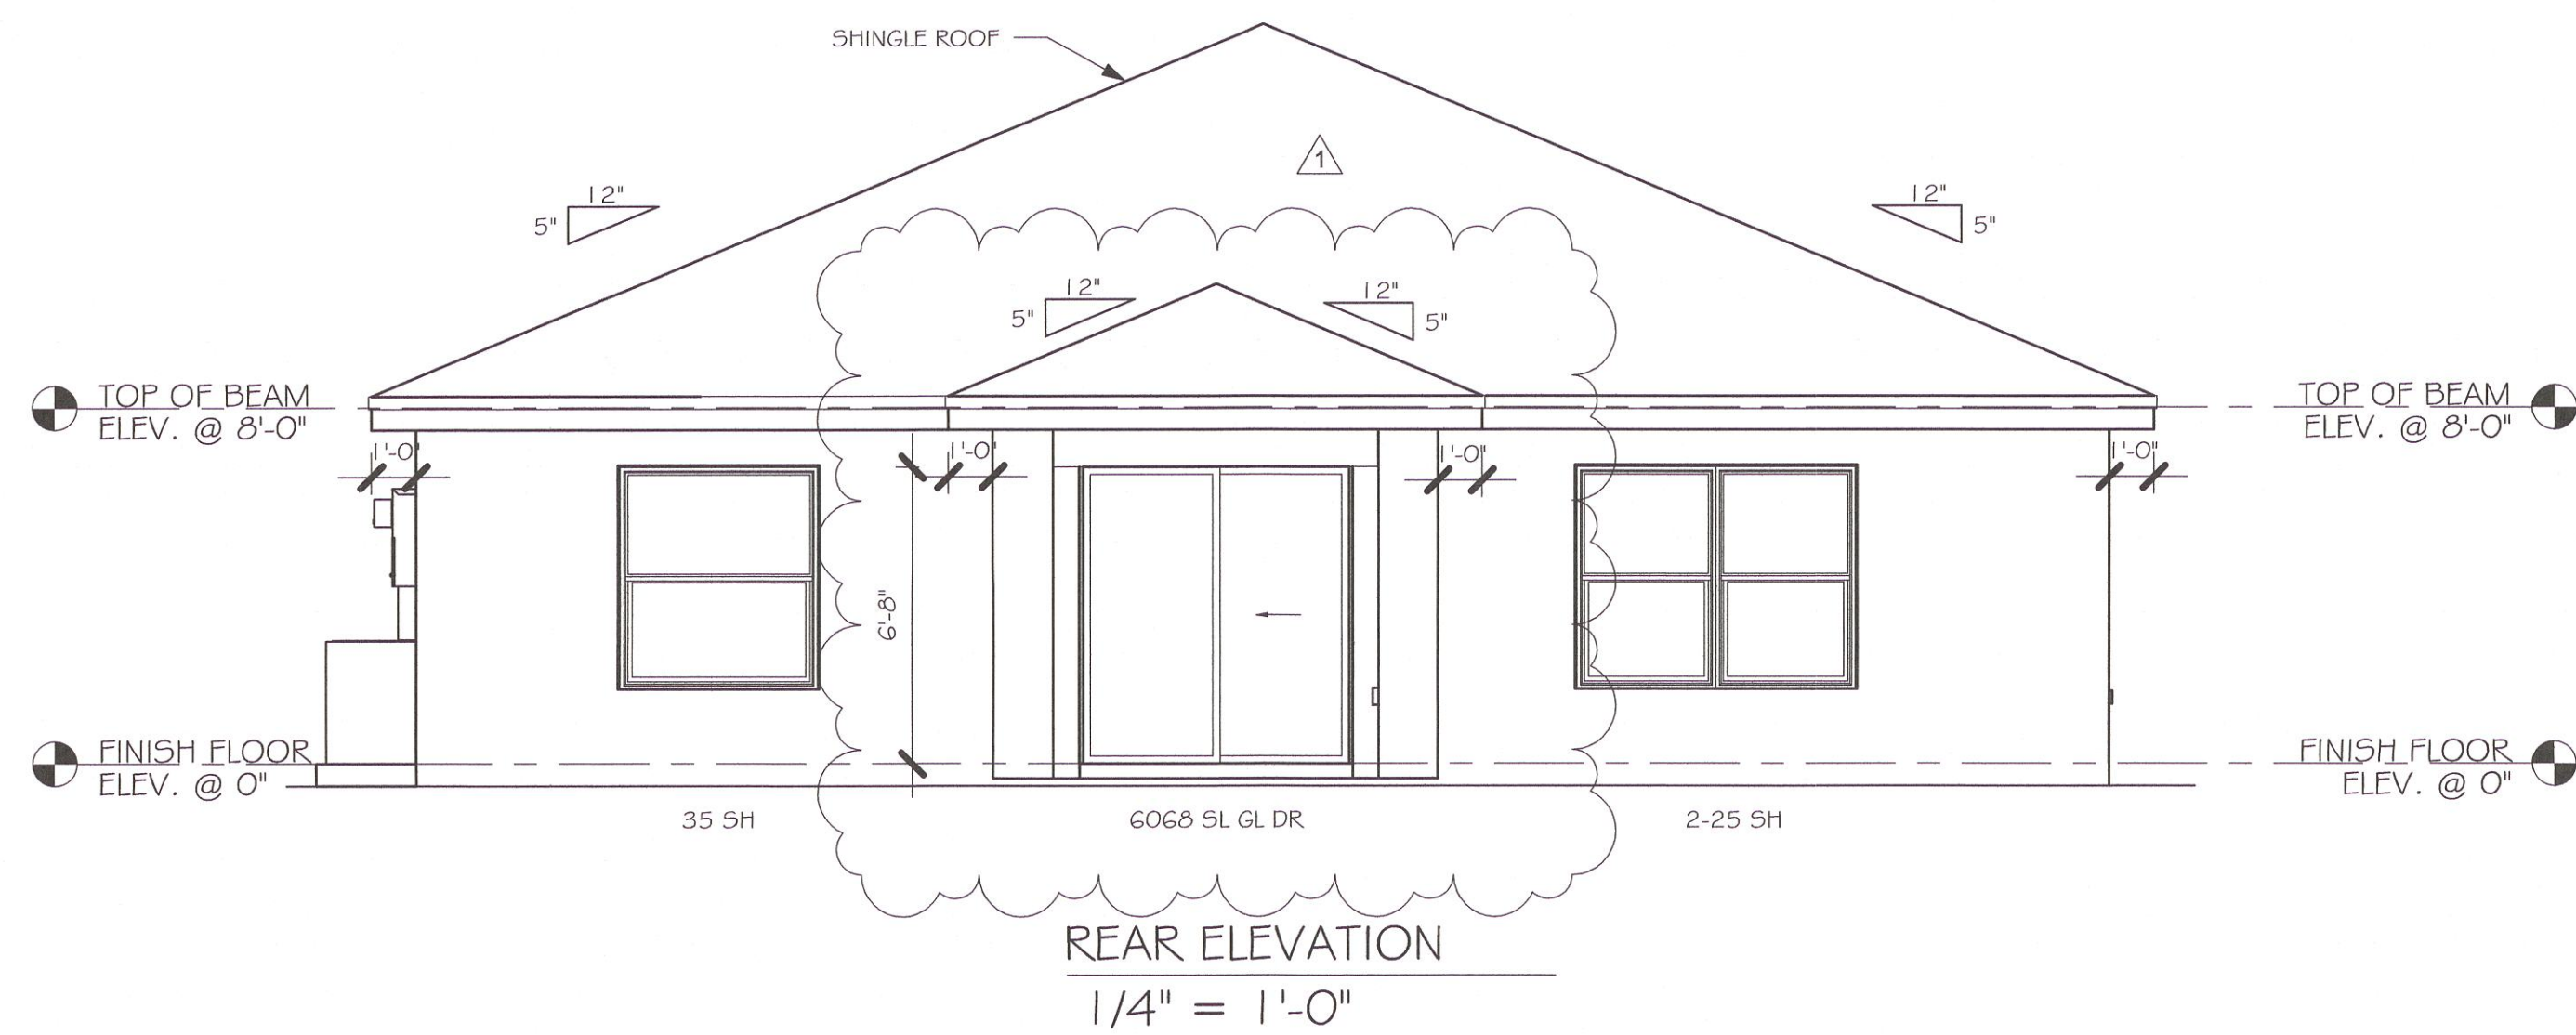 SHINGLE ROOF
1
12"
5"
12"
5"
12"
5"
12"
5"
TOP OF BEAM
ELEV. @ 8'-0"
TOP OF BEAM
ELEV. @ 8'-0"
1'-0"
1'-0"
1'-0"
1'-0"
6'-8"
FINISH FLOOR
ELEV. @ 0"
FINISH FLOOR
ELEV. @ 0"
35 SH
6068 SL GL DR
2-25 SH
REAR ELEVATION
1/4" = 1'-0"